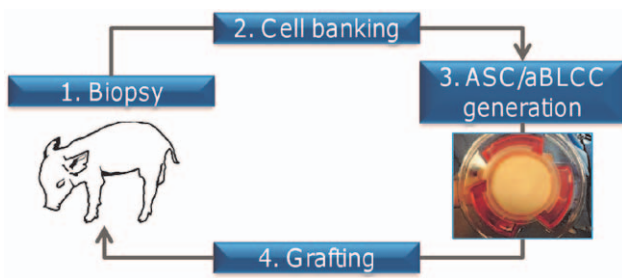 2. Cell banking
1. Biopsy
3. ASC/aBLCC
generation
4. Grafting